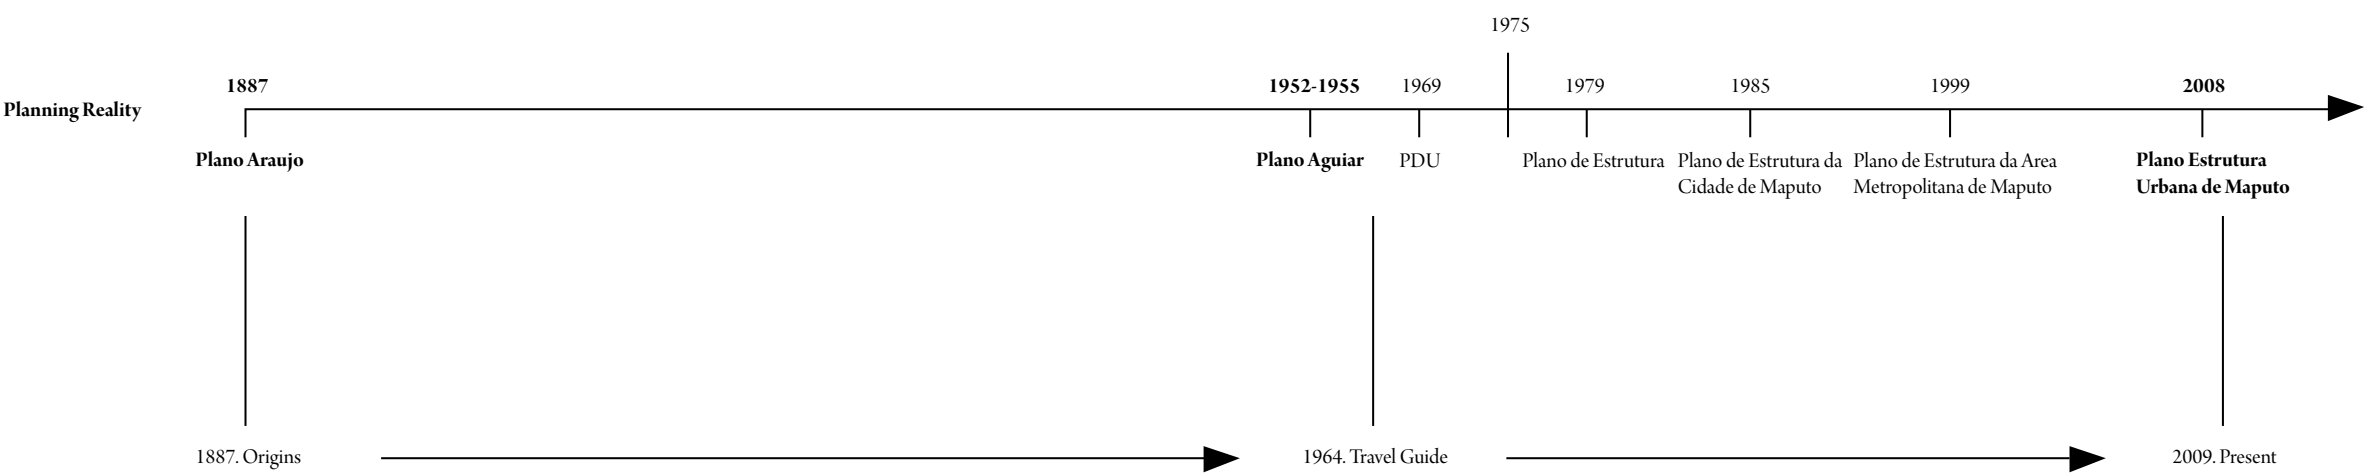 1975
1887
1952-1955
1969
1979
1985
1999
2008
Planning Reality
Plano Araujo
Plano Aguiar
PDU
Plano de Estrutura
Plano de Estrutura da
Cidade de Maputo
Plano de Estrutura da Area
Metropolitana de Maputo
Plano Estrutura
Urbana de Maputo
1887. Origins
1964. Travel Guide
2009. Present